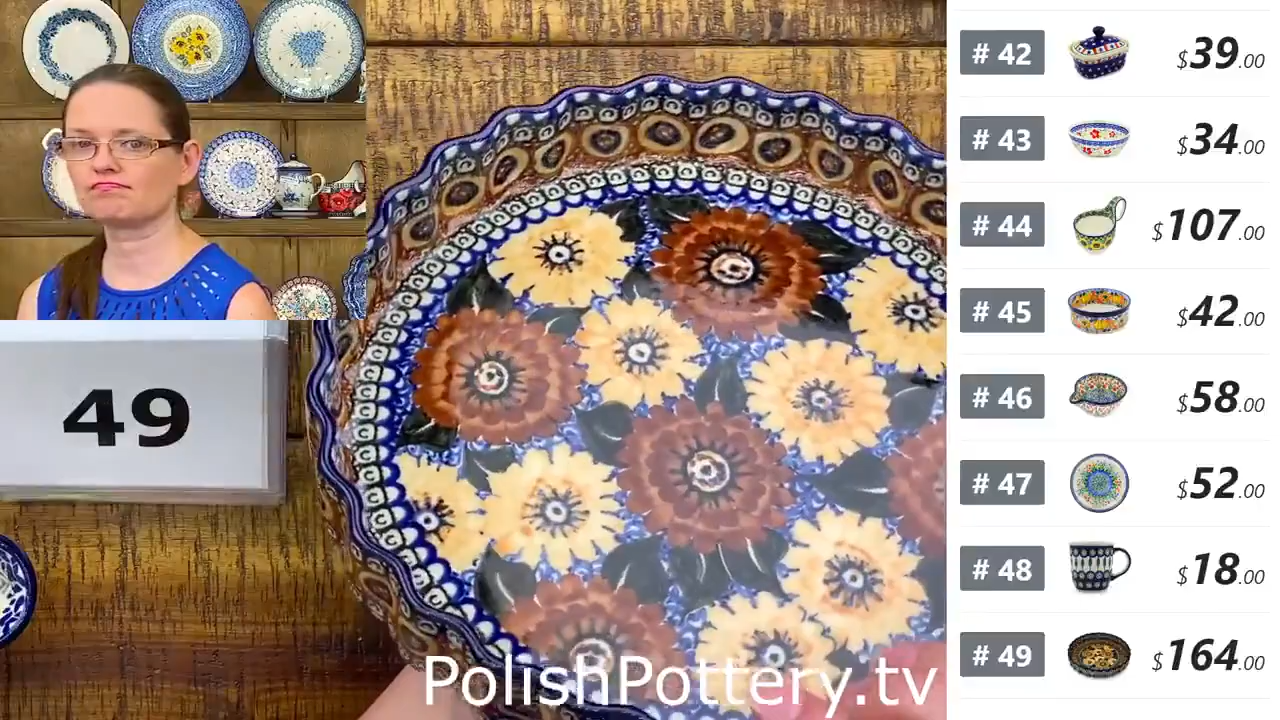 49
PolishPottery.tv
# 42 $39.00
# 43 $34.00
# 44 $107.00
# 45 $42.00
# 46 $58.00
# 47 $52.00
# 48 $18.00
# 49 $164.00